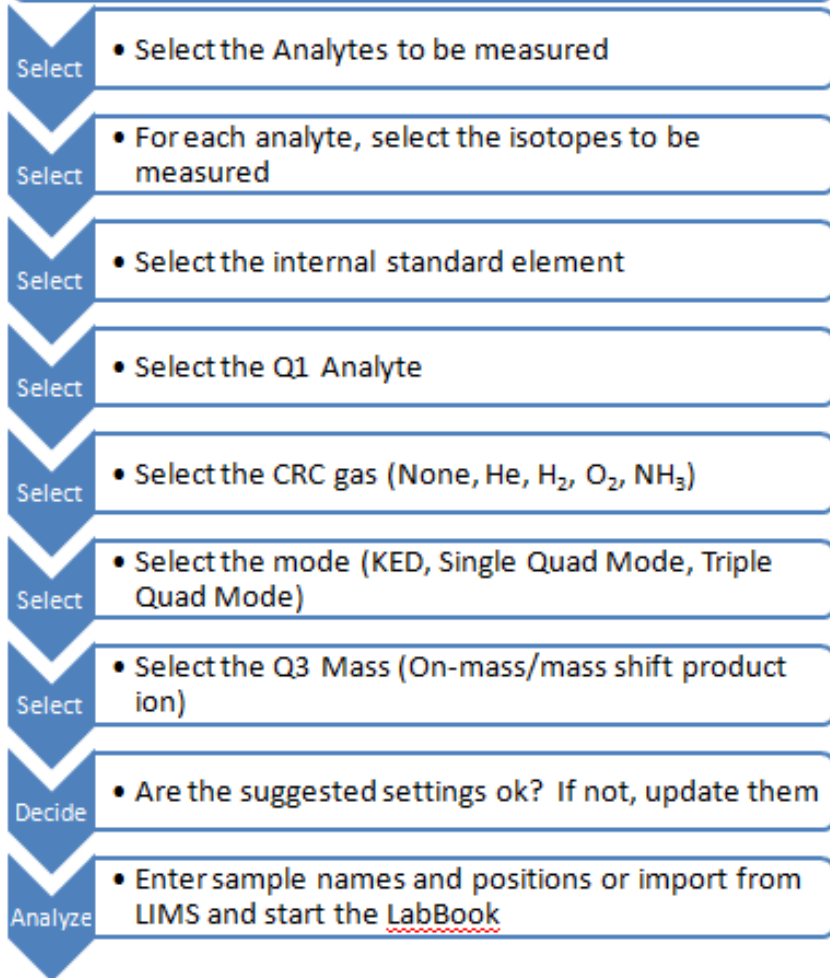 Select
• Select the Analytes to be measured
Select
• For each analyte, select the isotopes to be
measured
Select
• Select the internal standard element
Select
• Select the Q1 Analyte
Select
• Select the CRC gas (None, He, H₂, O₂, NH₃)
Select
• Select the mode (KED, Single Quad Mode, Triple
Quad Mode)
Select
• Select the Q3 Mass (On-mass/mass shift product
ion)
Decide
• Are the suggested settings ok? If not, update them
Analyze
• Enter sample names and positions or import from
LIMS and start the LabBook